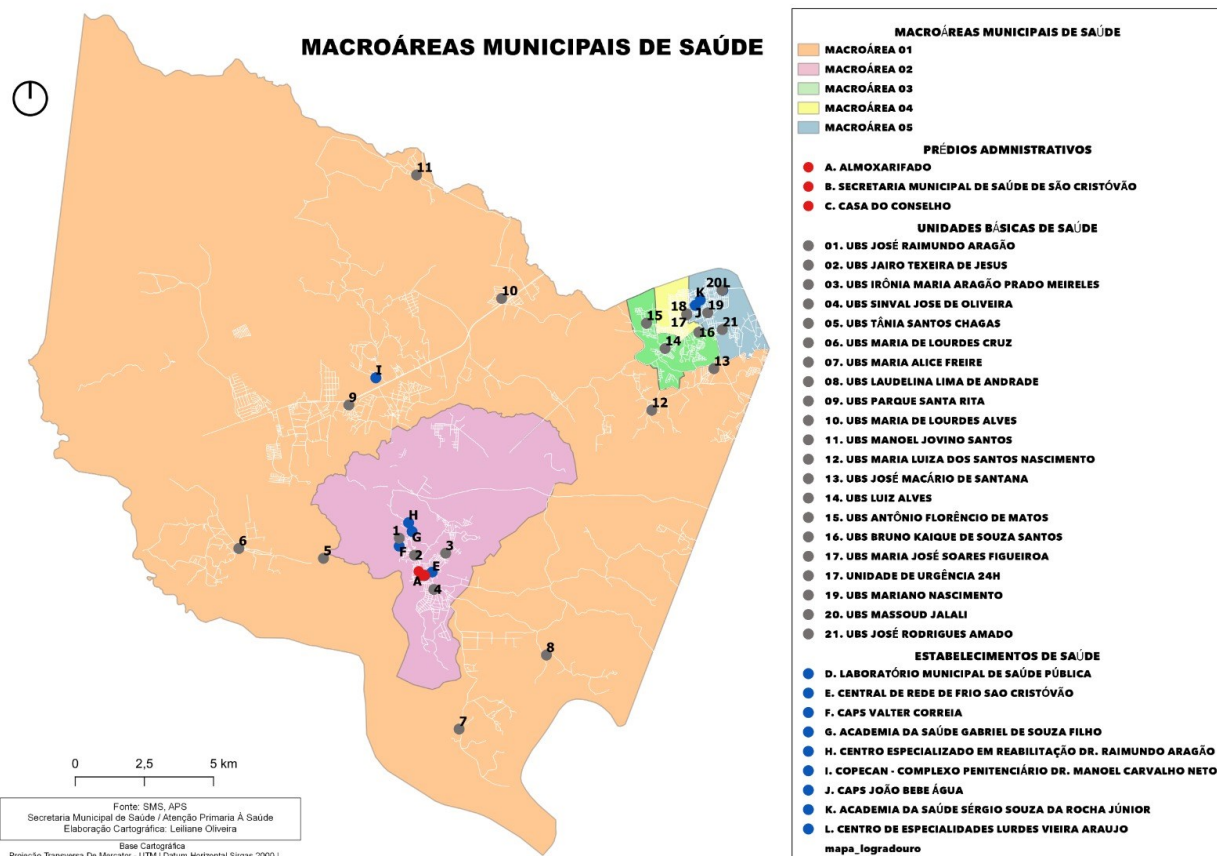 MACROÁREAS MUNICIPAIS DE SAÚDE
11
10
I
9
15
14
18
17
K
J
20L
19
16
21
13
12
H
1
G
F
2
3
E
A
4
5
6
8
7
0 2,5 5 km
Fonte: SMS, APS
Secretaria Municipal de Saúde / Atenção Primaria À Saúde
Elaboração Cartográfica: Leiliane Oliveira
Base Cartográfica
Projeção Transversa De Mercator - UTM | Datum Horizontal Sirgas 2000 /
MACROÁREAS MUNICIPAIS DE SAÚDE
MACROÁREA 01
MACROÁREA 02
MACROÁREA 03
MACROÁREA 04
MACROÁREA 05
PRÉDIOS ADMNISTRATIVOS
A. ALMOXARIFADO
B. SECRETARIA MUNICIPAL DE SAÚDE DE SÃO CRISTÓVÃO
C. CASA DO CONSELHO
UNIDADES BÁSICAS DE SAÚDE
01. UBS JOSÉ RAIMUNDO ARAGÃO
02. UBS JAIRO TEXEIRA DE JESUS
03. UBS IRÔNIA MARIA ARAGÃO PRADO MEIRELES
04. UBS SINVAL JOSE DE OLIVEIRA
05. UBS TÂNIA SANTOS CHAGAS
06. UBS MARIA DE LOURDES CRUZ
07. UBS MARIA ALICE FREIRE
08. UBS LAUDELINA LIMA DE ANDRADE
09. UBS PARQUE SANTA RITA
10. UBS MARIA DE LOURDES ALVES
11. UBS MANOEL JOVINO SANTOS
12. UBS MARIA LUIZA DOS SANTOS NASCIMENTO
13. UBS JOSÉ MACÁRIO DE SANTANA
14. UBS LUIZ ALVES
15. UBS ANTÔNIO FLORÊNCIO DE MATOS
16. UBS BRUNO KAIQUE DE SOUZA SANTOS
17. UBS MARIA JOSÉ SOARES FIGUEIROA
17. UNIDADE DE URGÊNCIA 24H
19. UBS MARIANO NASCIMENTO
20. UBS MASSOUD JALALI
21. UBS JOSÉ RODRIGUES AMADO
ESTABELECIMENTOS DE SAÚDE
D. LABORATÓRIO MUNICIPAL DE SAÚDE PÚBLICA
E. CENTRAL DE REDE DE FRIO SAO CRISTÓVÃO
F. CAPS VALTER CORREIA
G. ACADEMIA DA SAÚDE GABRIEL DE SOUZA FILHO
H. CENTRO ESPECIALIZADO EM REABILITAÇÃO DR. RAIMUNDO ARAGÃO
I. COPECAN - COMPLEXO PENITENCIÁRIO DR. MANOEL CARVALHO NETO
J. CAPS JOÃO BEBE ÁGUA
K. ACADEMIA DA SAÚDE SÉRGIO SOUZA DA ROCHA JÚNIOR
L. CENTRO DE ESPECIALIDADES LURDES VIEIRA ARAUJO
mapa_logradouro